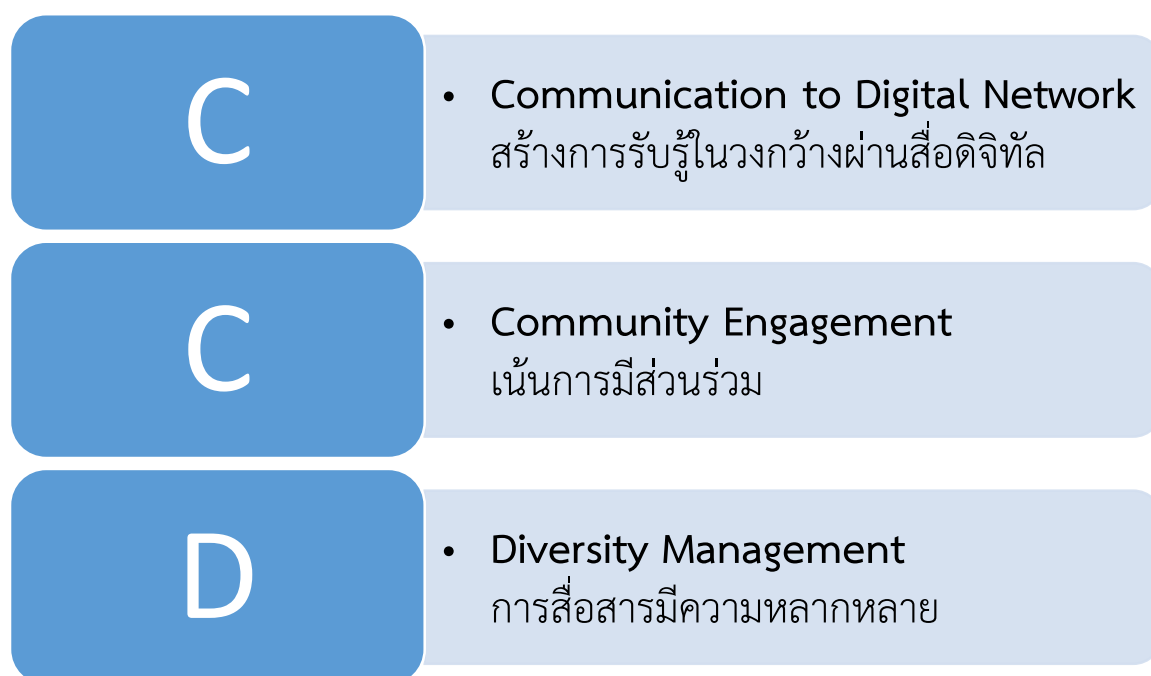 C
• Communication to Digital Network
สร้างการรับรู้ในวงกว้างผ่านสื่อดิจิทัล
C
• Community Engagement
เน้นการมีส่วนร่วม
D
• Diversity Management
การสื่อสารมีความหลากหลาย